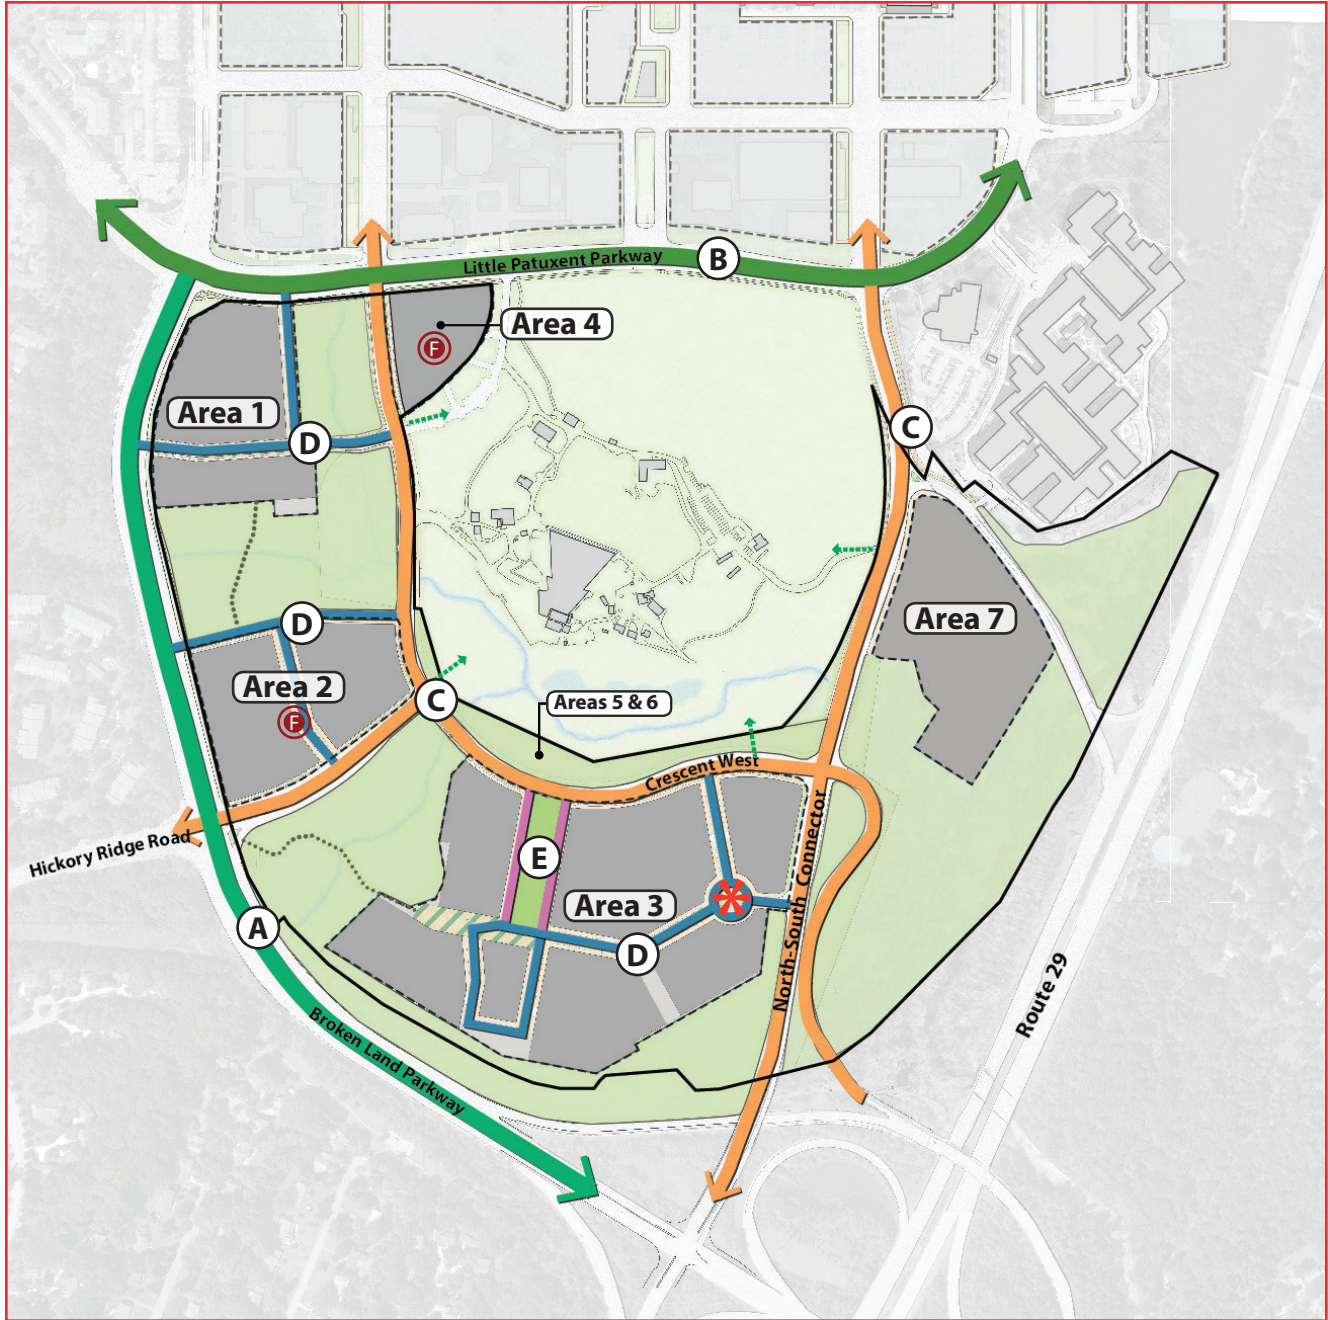 Little Patuxent Parkway
B
Area 4
F
Area 1
C
D
Area 7
D
Area 2
C
Areas 5 & 6
F
Crescent West
Hickory Ridge Road
North-South Connector
E
Area 3
A
D
Route 29
Broken Land Parkway